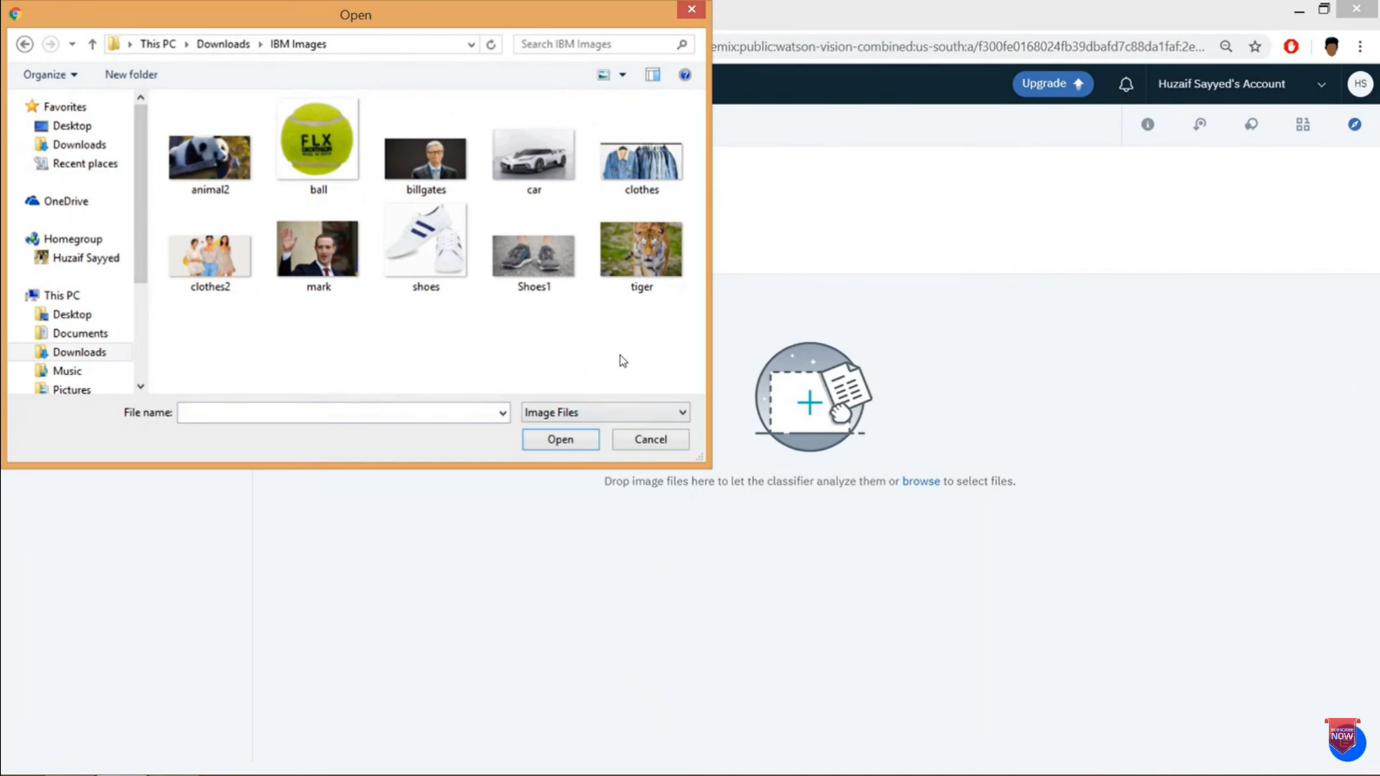 Open
This PC Downloads IBM Images
Search IBM Images
emix:public:watson-vision-combined:us-south:a/f300fe0168024fb39dbafd7c88da1faf:2e...
Organize
New folder
Upgrade
Huzaif Sayyed's Account
HS
Favorites
Desktop
Downloads
Recent places
OneDrive
Homegroup
Huzaif Sayyed
This PC
Desktop
Documents
Downloads
Music
Pictures
FLX
animal2
ball
billgates
car
clothes
clothes2
mark
shoes
Shoes1
tiger
File name:
Image Files
Open
Cancel
Drop image files here to let the classifier analyze them or browse to select files.
NOW